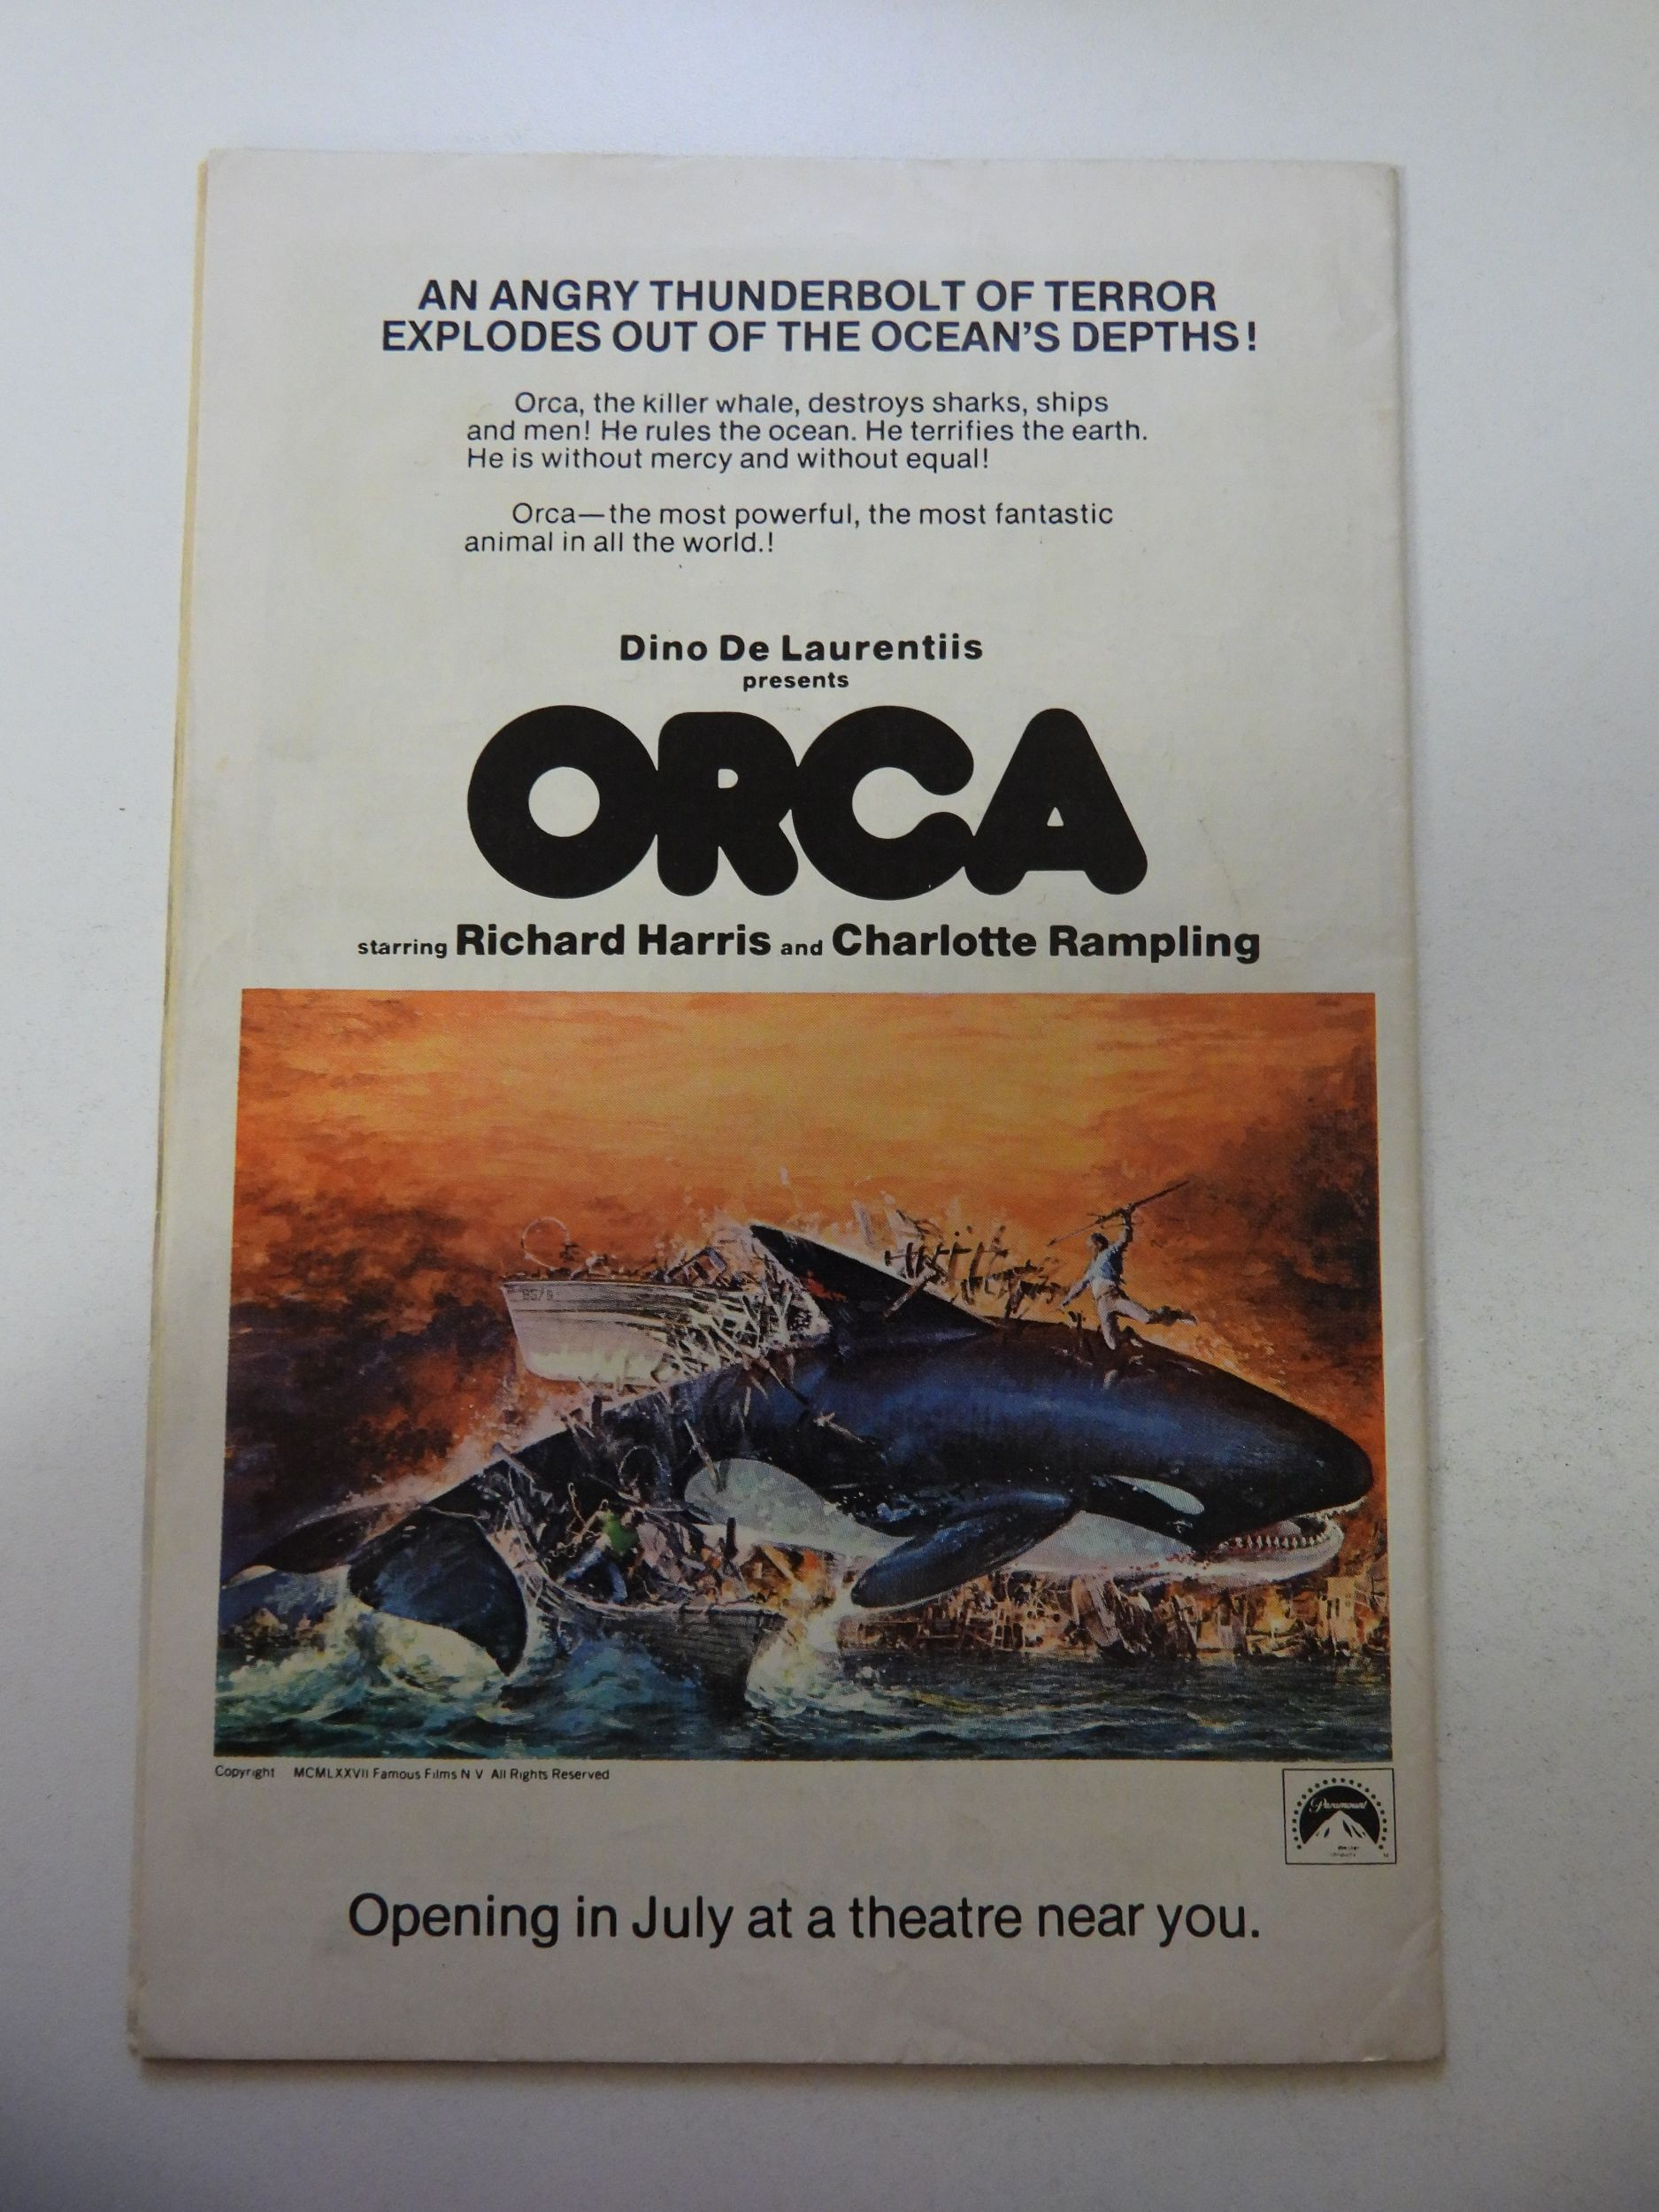 AN ANGRY THUNDERBOLT OF TERROR
EXPLODES OUT OF THE OCEAN'S DEPTHS!
Orca, the killer whale, destroys sharks, ships
and men! He rules the ocean. He terrifies the earth.
He is without mercy and without equal!
Orca—the most powerful, the most fantastic
animal in all the world.!
Dino De Laurentiis
presents
ORCA
starring Richard Harris and Charlotte Rampling
Copyright MCMLXXVII Famous Films N V All Rights Reserved
Paramount
Opening in July at a theatre near you.